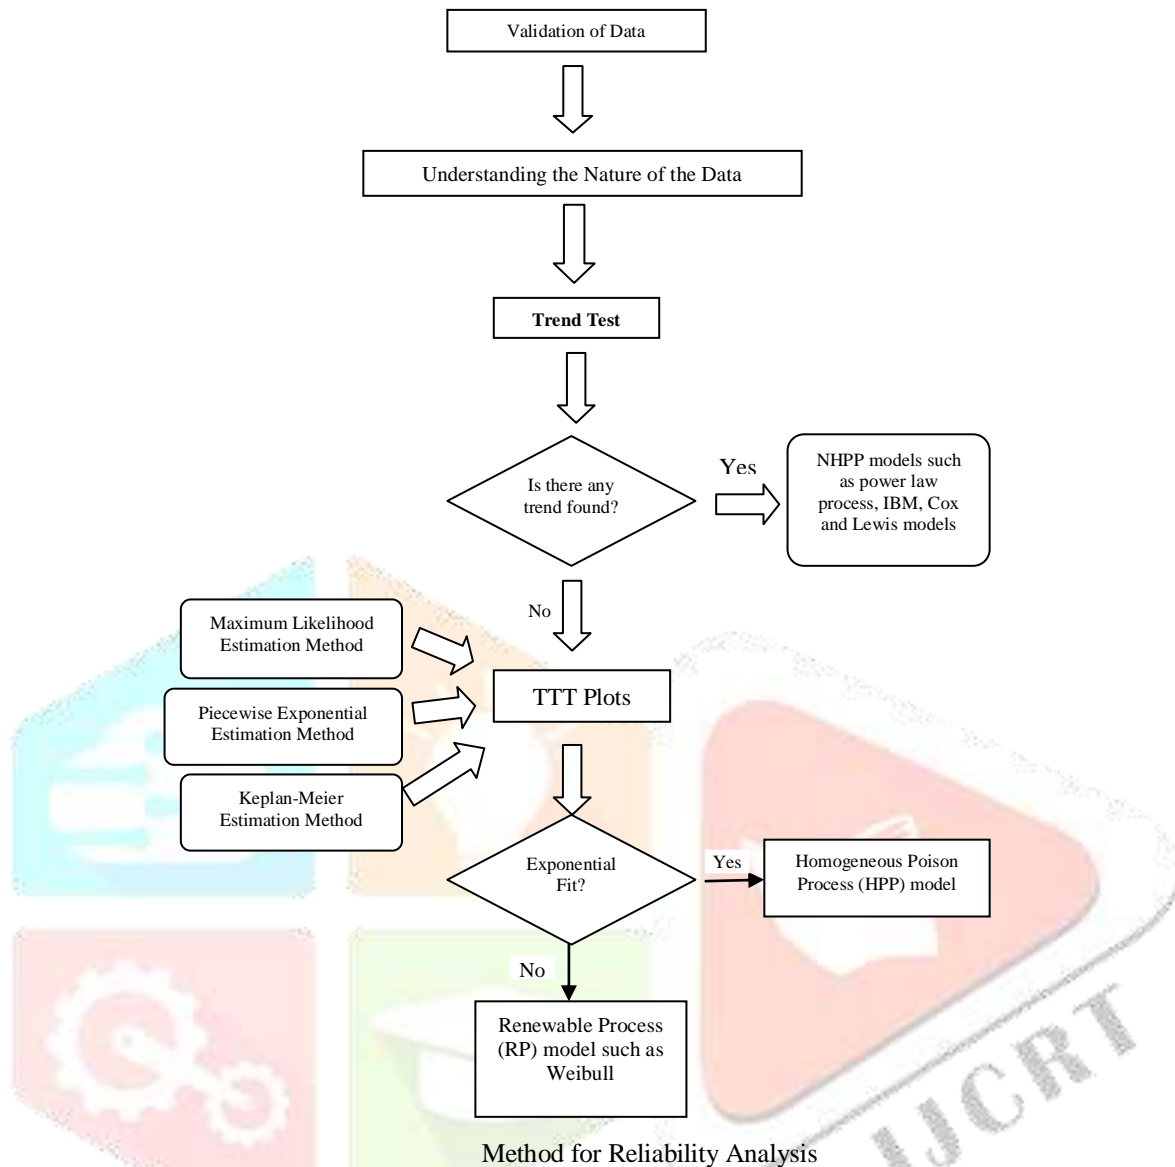 Validation of Data
Understanding the Nature of the Data
Trend Test
Is there any
trend found?
Yes
NHPP models such
as power law
process, IBM, Cox
and Lewis models
No
Maximum Likelihood
Estimation Method
Piecewise Exponential
Estimation Method
Keplan-Meier
Estimation Method
TTT Plots
Exponential
Fit?
Yes
Homogeneous Poison
Process (HPP) model
No
Renewable Process
(RP) model such as
Weibull
Method for Reliability Analysis
IJCRT